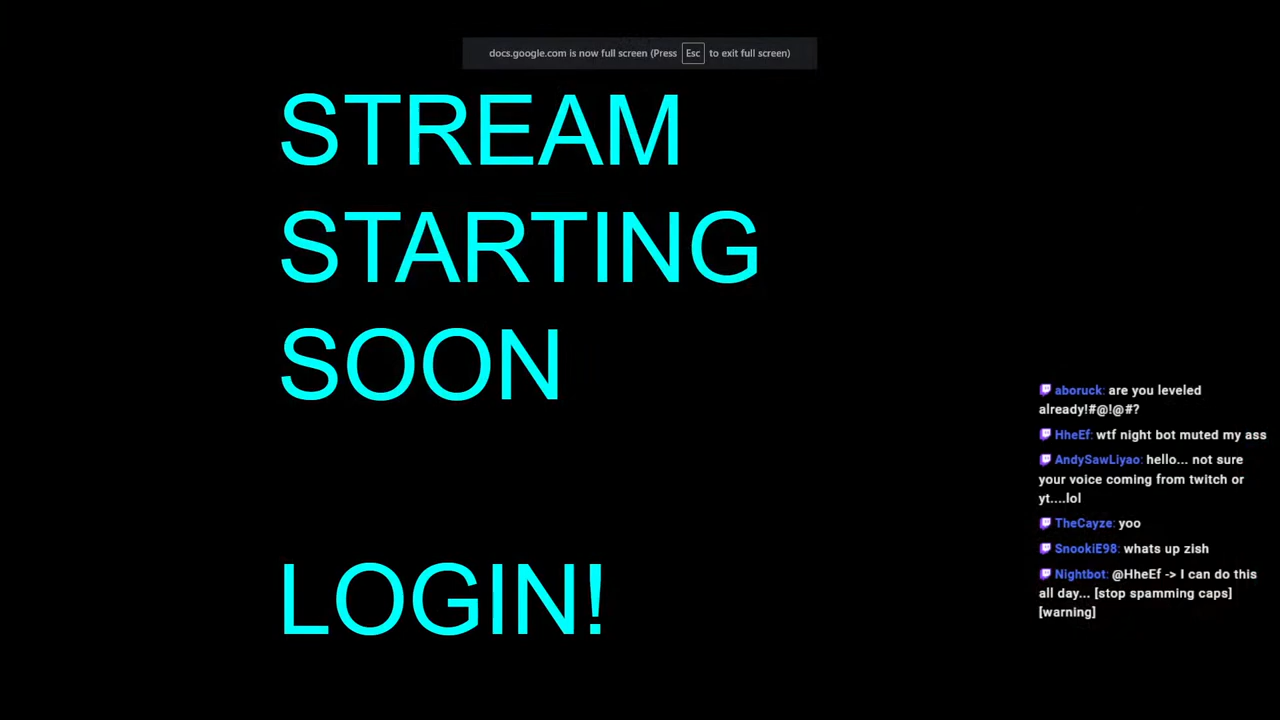 docs.google.com is now full screen (Press Esc to exit full screen)
STREAM
STARTING
SOON
LOGIN!
aboruck: are you leveled
already!#@!@#?
HheEf: wtf night bot muted my ass
AndySawLiyao: hello... not sure
your voice coming from twitch or
yt....lol
TheCayze: yoo
SnookiE98: whats up zish
Nightbot: @HheEf -> I can do this
all day... [stop spamming caps]
[warning]